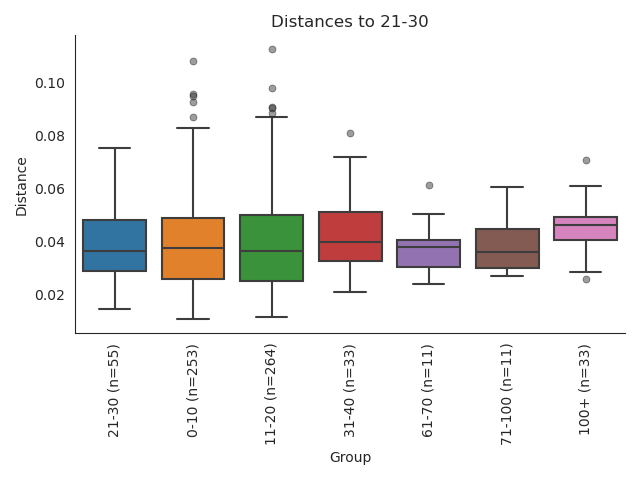 Distances to 21-30
Distance
0.10
0.08
0.06
0.04
0.02
21-30 (n=55)
0-10 (n=253)
11-20 (n=264)
31-40 (n=33)
61-70 (n=11)
71-100 (n=11)
100+ (n=33)
Group